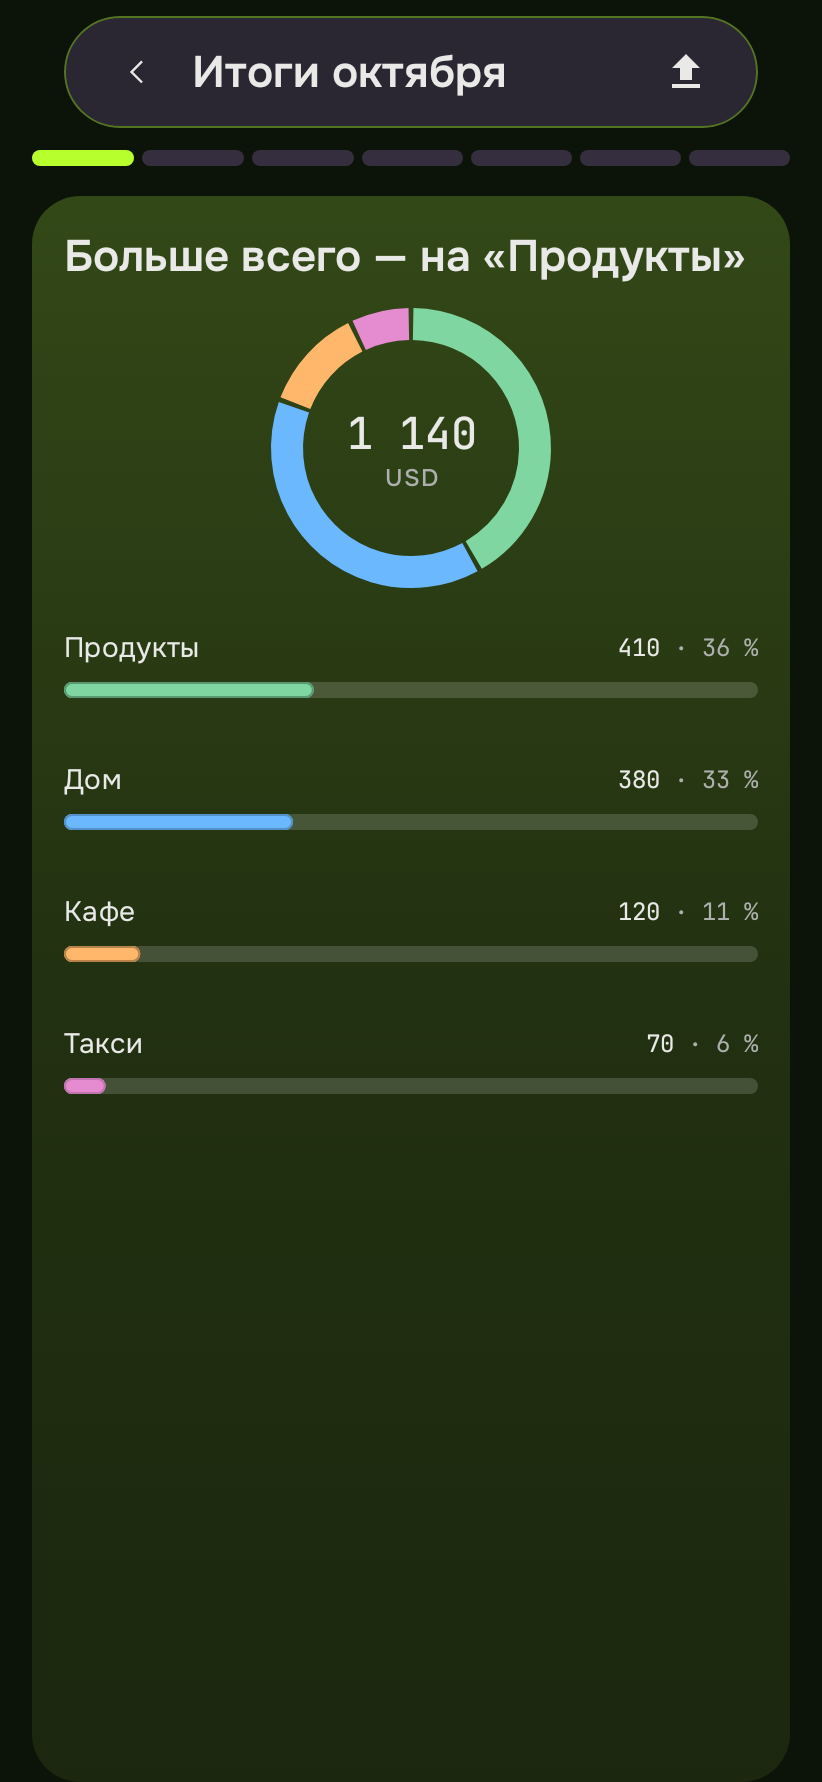 Итоги октября
Больше всего — на «Продукты»
1 140
USD
Продукты 410 · 36 %
Дом 380 · 33 %
Кафе 120 · 11 %
Такси 70 · 6 %